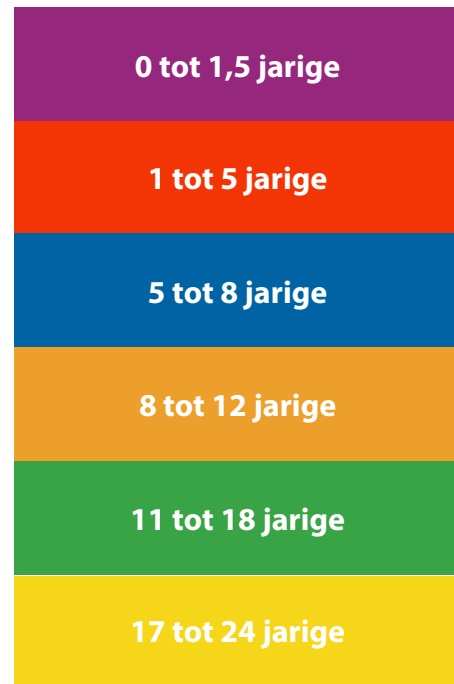 0 tot 1,5 jarige
1 tot 5 jarige
5 tot 8 jarige
8 tot 12 jarige
11 tot 18 jarige
17 tot 24 jarige